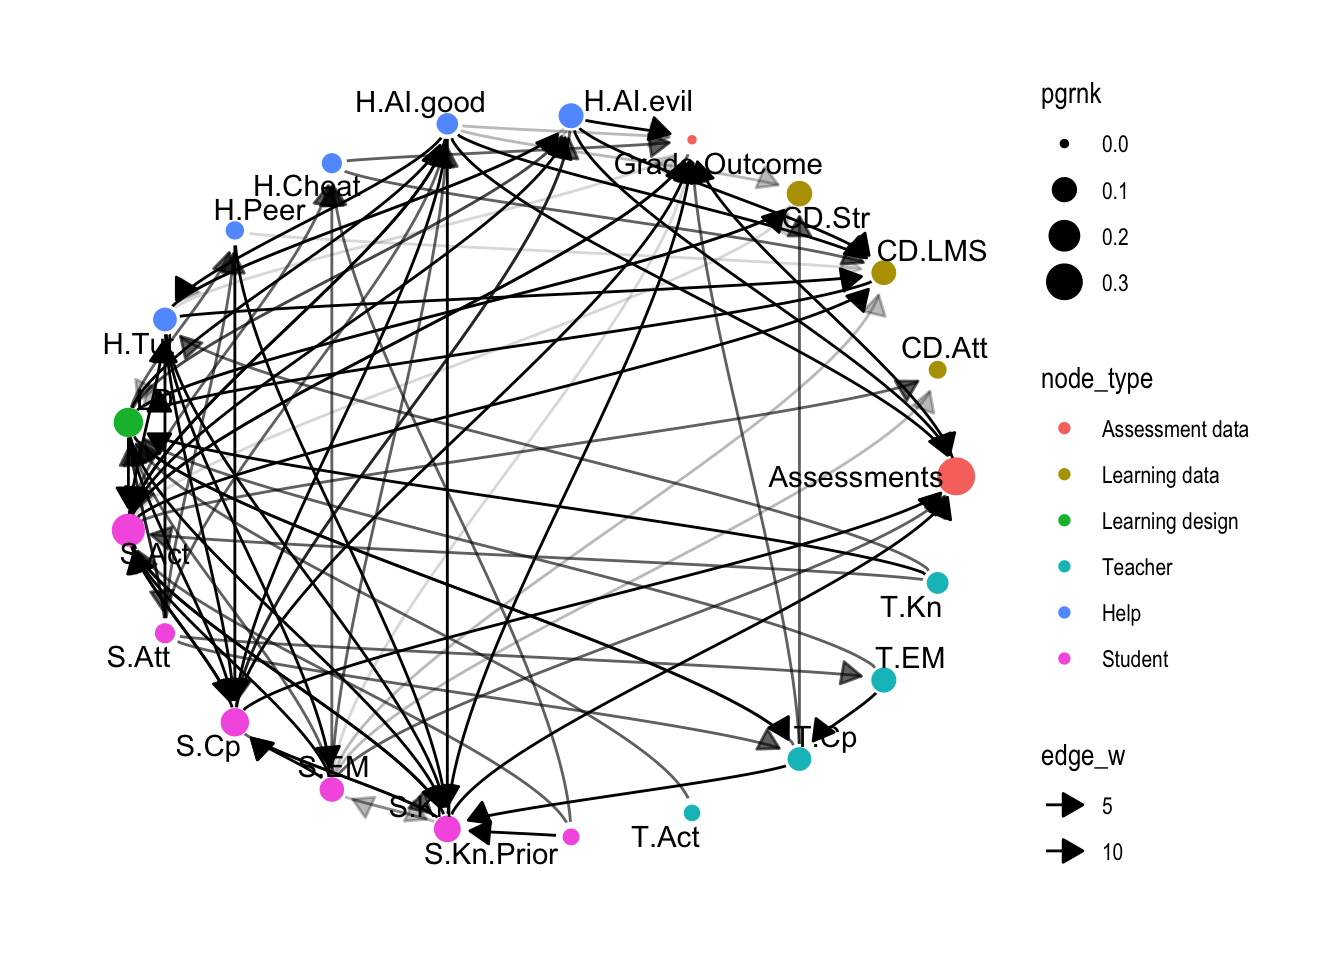 H.AI.good
H.AI.evil
Grade.Outcome
H.Cheat
H.Peer
CD.Str
CD.LMS
CD.Att
Assessments
S.Act
S.Att
S.Cp
S.EM
S.Kn
S.Kn.Prior
T.Act
T.Cp
T.EM
T.Kn
pgrnk
0.0
0.1
0.2
0.3
node_type
Assessment data
Learning data
Learning design
Teacher
Help
Student
edge_w
5
10